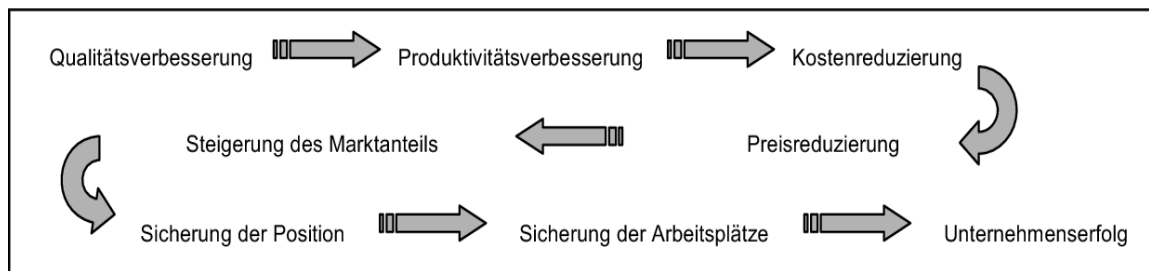 Qualitätsverbesserung Produktivitätsverbesserung Kostenreduzierung
Steigerung des Marktanteils Preisreduzierung
Sicherung der Position Sicherung der Arbeitsplätze Unternehmenserfolg